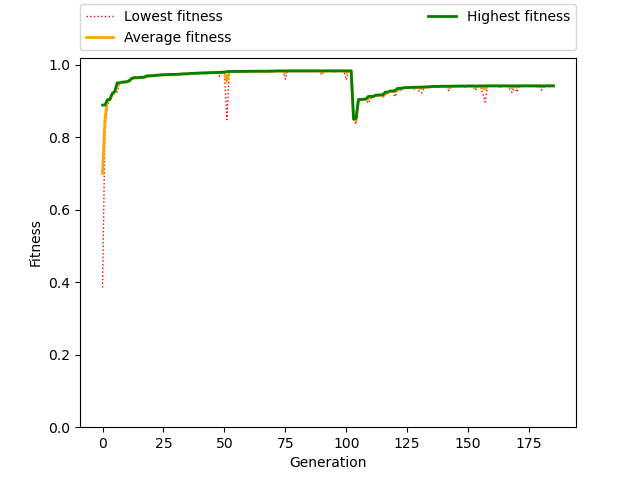 Lowest fitness
Average fitness
Highest fitness
1.0
0.8
0.6
0.4
0.2
0.0
Fitness
0 25 50 75 100 125 150 175
Generation